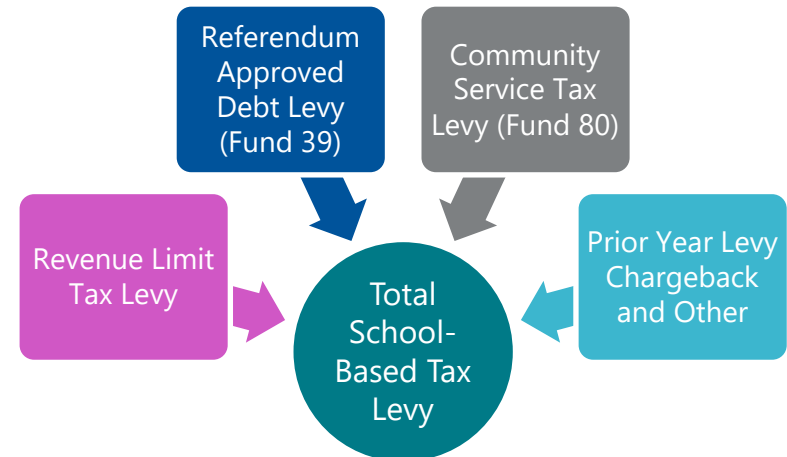 Referendum
Approved
Debt Levy
(Fund 39)
Community
Service Tax
Levy (Fund 80)
Revenue Limit
Tax Levy
Prior Year Levy
Chargeback
and Other
Total
School-
Based Tax
Levy